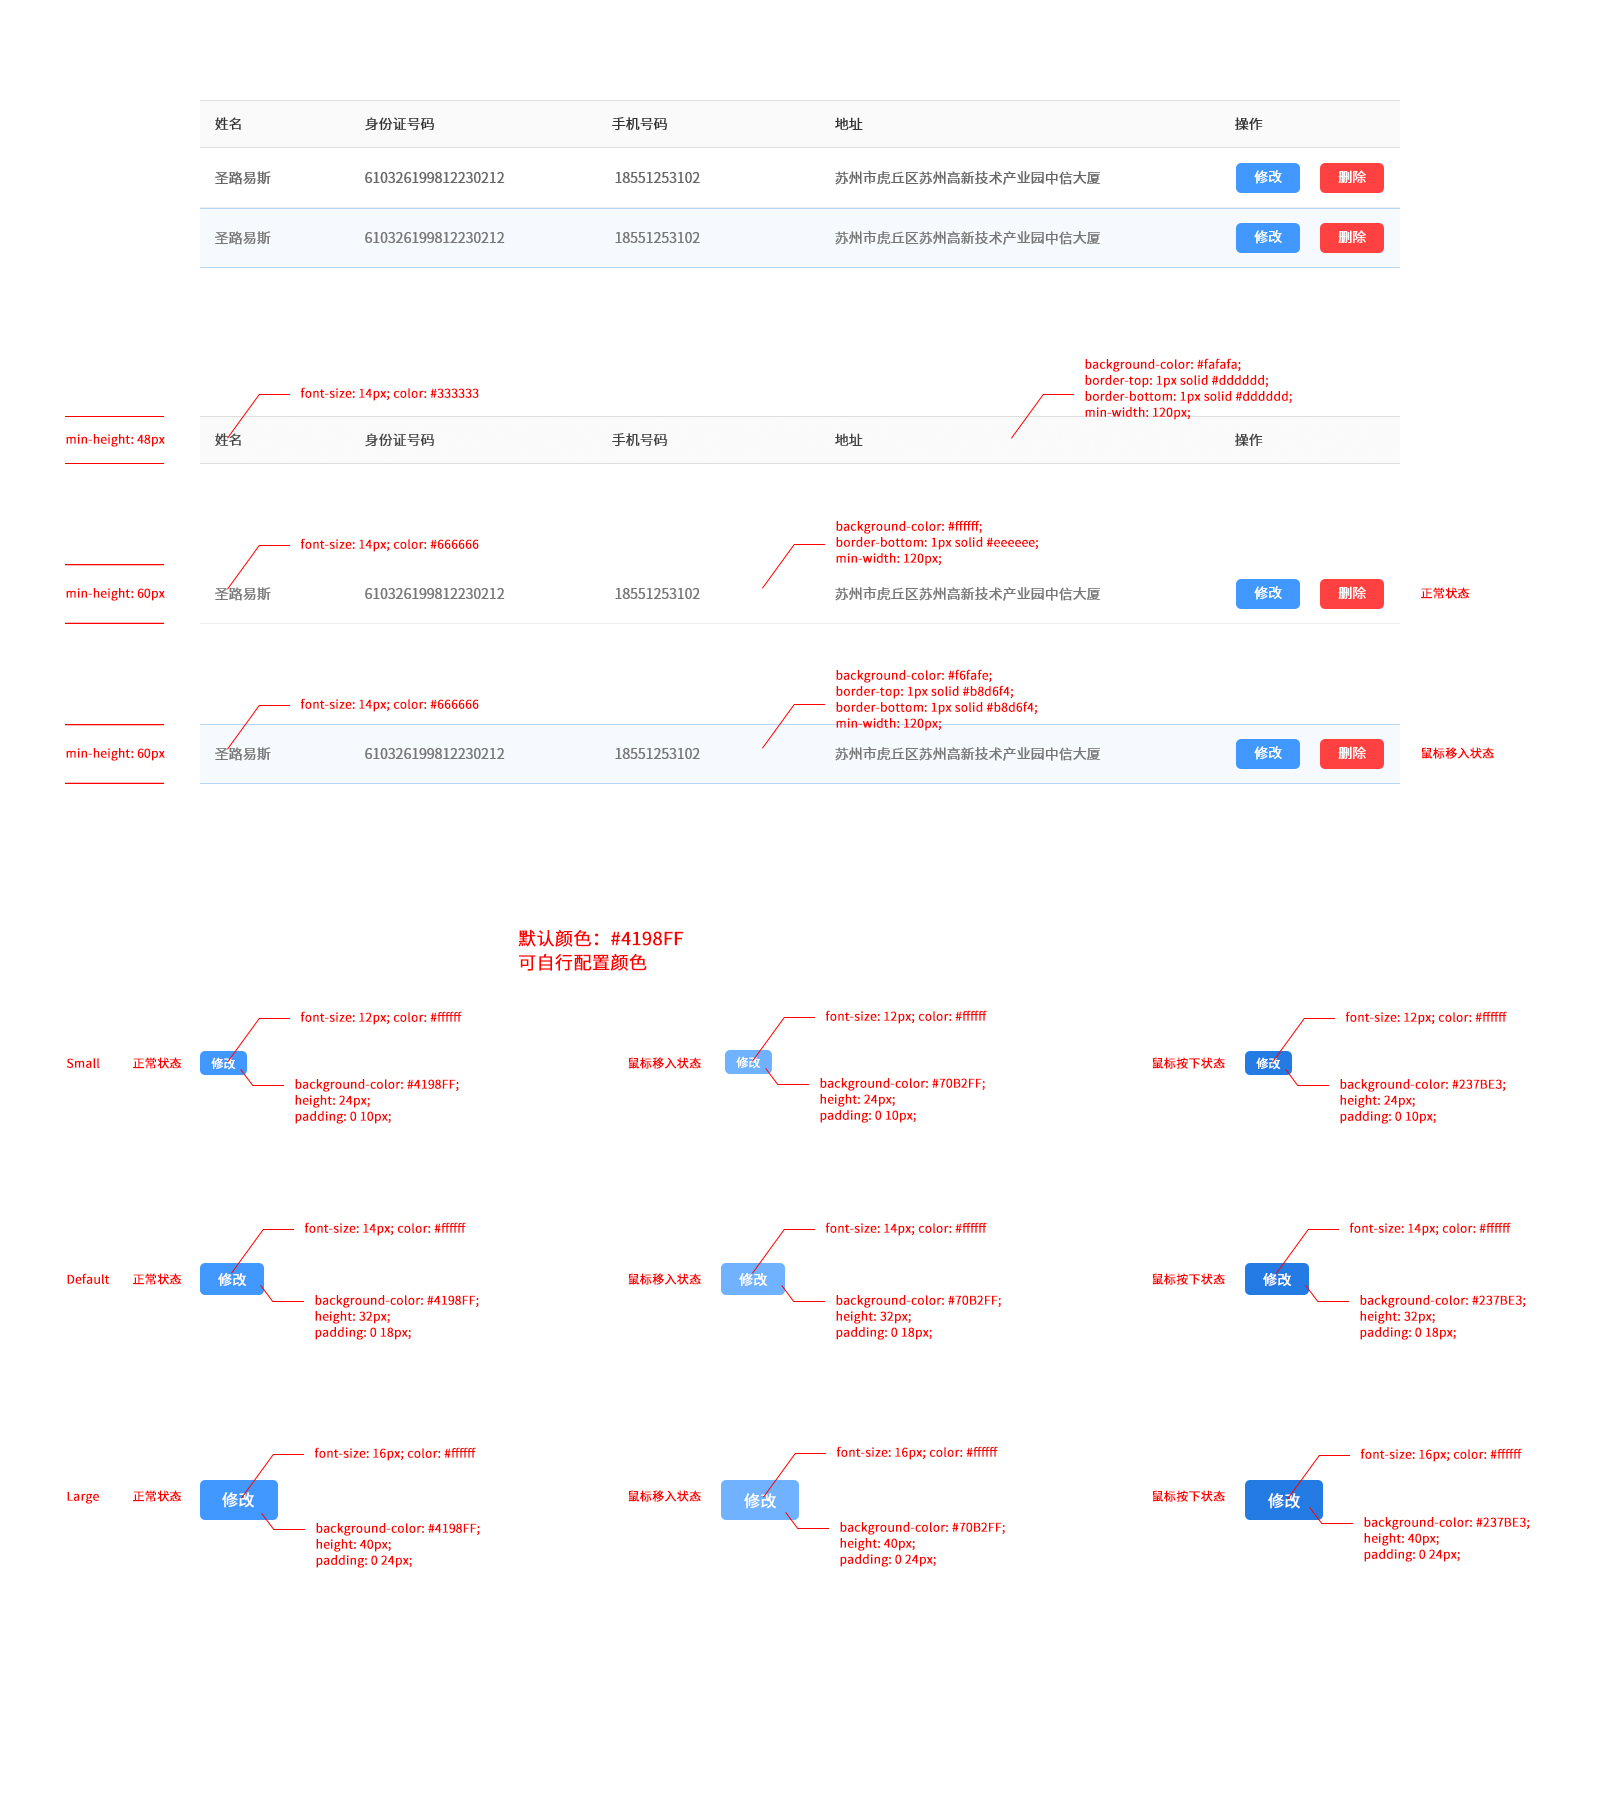 姓名 身份证号码 手机号码 地址 操作
圣路易斯 610326199812230212 18551253102 苏州市虎丘区苏州高新技术产业园中信大厦 修改 删除
圣路易斯 610326199812230212 18551253102 苏州市虎丘区苏州高新技术产业园中信大厦 修改 删除
background-color: #fafafa;
border-top: 1px solid #dddddd;
border-bottom: 1px solid #dddddd;
min-width: 120px;
font-size: 14px; color: #333333
min-height: 48px 姓名 身份证号码 手机号码 地址 操作
background-color: #ffffff;
border-bottom: 1px solid #eeeeee;
min-width: 120px;
font-size: 14px; color: #666666
min-height: 60px 圣路易斯 610326199812230212 18551253102 苏州市虎丘区苏州高新技术产业园中信大厦 修改 删除 正常状态
background-color: #f6fafe;
border-top: 1px solid #b8d6f4;
border-bottom: 1px solid #b8d6f4;
min-width: 120px;
font-size: 14px; color: #666666
min-height: 60px 圣路易斯 610326199812230212 18551253102 苏州市虎丘区苏州高新技术产业园中信大厦 修改 删除 鼠标移入状态
默认颜色：#4198FF
可自行配置颜色
font-size: 12px; color: #ffffff font-size: 12px; color: #ffffff font-size: 12px; color: #ffffff
Small 正常状态 修改 鼠标移入状态 修改 鼠标按下状态 修改
background-color: #4198FF; background-color: #70B2FF; background-color: #237BE3;
height: 24px; height: 24px; height: 24px;
padding: 0 10px; padding: 0 10px; padding: 0 10px;
font-size: 14px; color: #ffffff font-size: 14px; color: #ffffff font-size: 14px; color: #ffffff
Default 正常状态 修改 鼠标移入状态 修改 鼠标按下状态 修改
background-color: #4198FF; background-color: #70B2FF; background-color: #237BE3;
height: 32px; height: 32px; height: 32px;
padding: 0 18px; padding: 0 18px; padding: 0 18px;
font-size: 16px; color: #ffffff font-size: 16px; color: #ffffff font-size: 16px; color: #ffffff
Large 正常状态 修改 鼠标移入状态 修改 鼠标按下状态 修改
background-color: #4198FF; background-color: #70B2FF; background-color: #237BE3;
height: 40px; height: 40px; height: 40px;
padding: 0 24px; padding: 0 24px; padding: 0 24px;